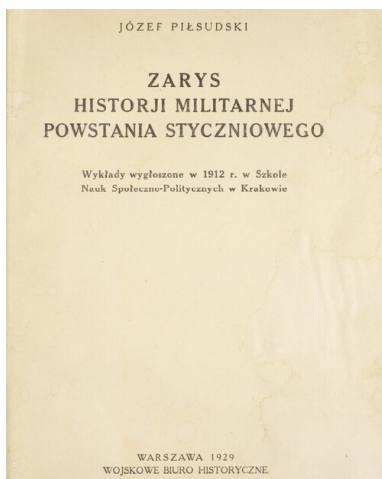 JÓZEF PIŁSUDSKI
ZARYS
HISTORJI MILITARNEJ
POWSTANIA STYCZNIOWEGO
Wykłady wygłoszone w 1912 r. w Szkole
Nauk Społeczno-Politycznych w Krakowie
WARSZAWA 1929
WOJSKOWE BIURO HISTORYCZNE